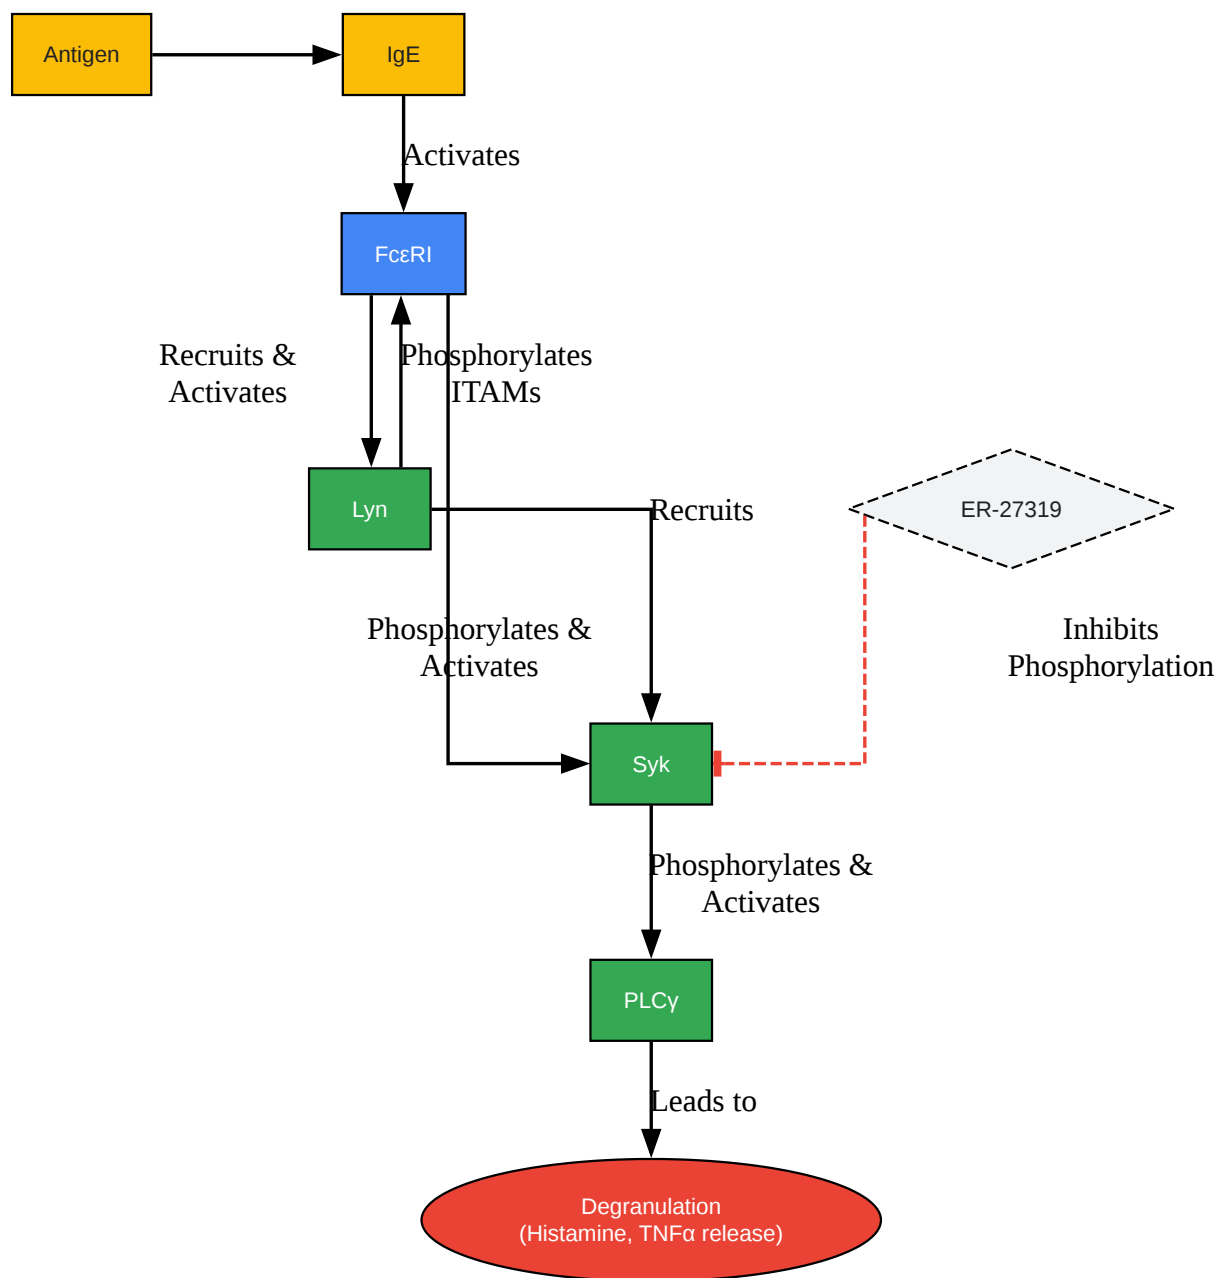 Antigen
IgE
Activates
FcεRI
Recruits &
Activates
Phosphorylates
ITAMs
Lyn
Recruits
ER-27319
Phosphorylates &
Activates
Inhibits
Phosphorylation
Syk
Phosphorylates &
Activates
PLCγ
Leads to
Degranulation
(Histamine, TNFα release)